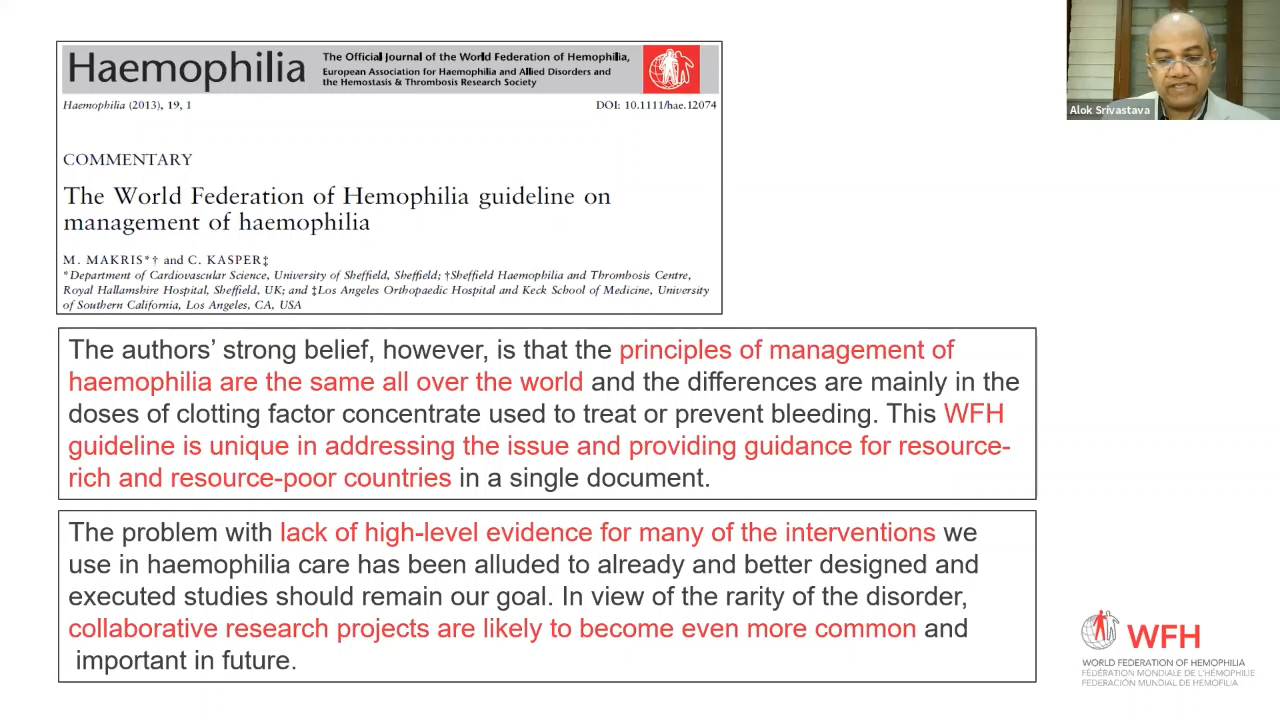 Haemophilia
The Official Journal of the World Federation of Hemophilia,
European Association for Haemophilia and Allied Disorders and
the Hemostasis & Thrombosis Research Society
Haemophilia (2013), 19, 1
DOI: 10.1111/hae.12074
COMMENTARY
The World Federation of Hemophilia guideline on
management of haemophilia
M. MAKRIS*† and C. KASPER‡
*Department of Cardiovascular Science, University of Sheffield, Sheffield; †Sheffield Haemophilia and Thrombosis Centre,
Royal Hallamshire Hospital, Sheffield, UK; and ‡Los Angeles Orthopaedic Hospital and Keck School of Medicine, University
of Southern California, Los Angeles, CA, USA
Alok Srivastava
The authors’ strong belief, however, is that the principles of management of
haemophilia are the same all over the world and the differences are mainly in the
doses of clotting factor concentrate used to treat or prevent bleeding. This WFH
guideline is unique in addressing the issue and providing guidance for resource-
rich and resource-poor countries in a single document.
The problem with lack of high-level evidence for many of the interventions we
use in haemophilia care has been alluded to already and better designed and
executed studies should remain our goal. In view of the rarity of the disorder,
collaborative research projects are likely to become even more common and
important in future.
WFH
WORLD FEDERATION OF HEMOPHILIA
FÉDÉRATION MONDIALE DE L'HÉMOPHILIE
FEDERACIÓN MUNDIAL DE HEMOFILIA